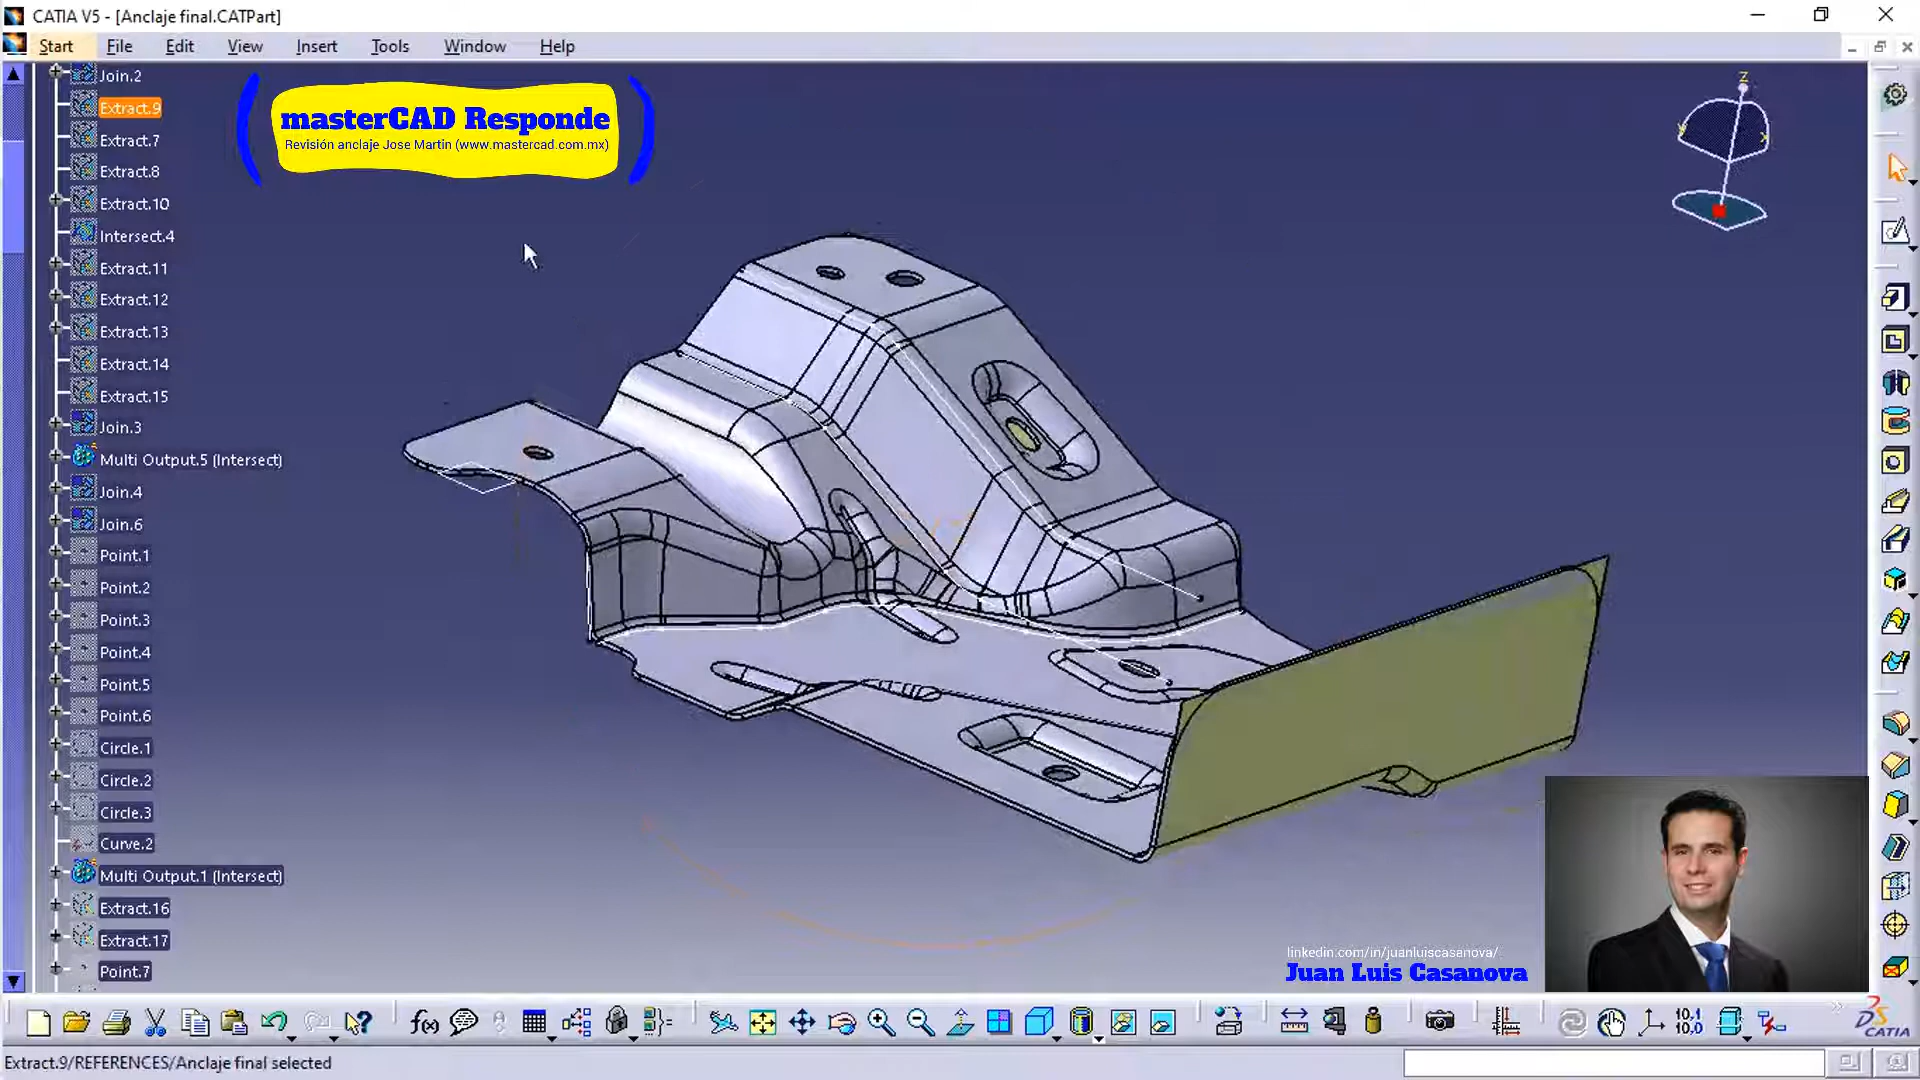 CATIA V5 - [Anclaje final.CATPart]
Start File Edit View Insert Tools Window Help
Join.2
Extract.9
Extract.7
Extract.8
Extract.10
Intersect.4
Extract.11
Extract.12
Extract.13
Extract.14
Extract.15
Join.3
Multi Output.5 (Intersect)
Join.4
Join.6
Point.1
Point.2
Point.3
Point.4
Point.5
Point.6
Circle.1
Circle.2
Circle.3
Curve.2
Multi Output.1 (Intersect)
Extract.16
Extract.17
Point.7
masterCAD Responde
Revisión anclaje Jose Martin (www.mastercad.com.mx)
z
y
x
linkedin.com/in/juanluiscasanova/
Juan Luis Casanova
f(x)
10,1
10,0
CATIA
Extract.9/REFERENCES/Anclaje final selected